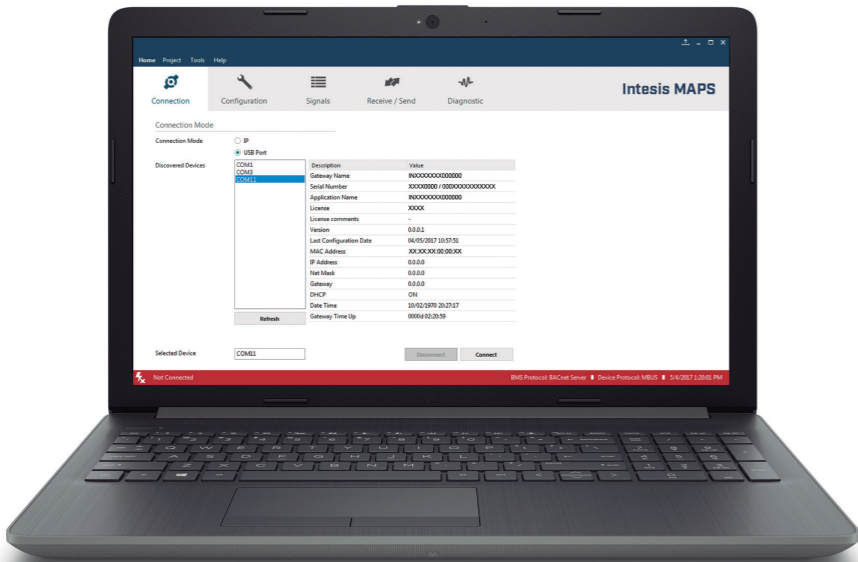 Home Project Tools Help
Connection Configuration Signals Receive / Send Diagnostic
Intesis MAPS
Connection Mode
Connection Mode
IP
USB Port
Discovered Devices
COM1
COM3
COM11
Refresh
Description Value
Gateway Name INXXXXXXX000000
Serial Number XXXX0000 / 000XXXXXXXXXXXX
Application Name INXXXXXXX000000
License XXXX
License comments -
Version 0.0.0.1
Last Configuration Date 04/05/2017 10:57:51
MAC Address XX:XX:XX:00:00:XX
IP Address 0.0.0.0
Net Mask 0.0.0.0
Gateway 0.0.0.0
DHCP ON
Date Time 10/02/1970 20:27:17
Gateway Time Up 0000d 02:20:59
Selected Device COM11
Disconnect Connect
Not Connected
BMS Protocol: BACnet Server Device Protocol: MBUS 5/4/2017 1:20:01 PM